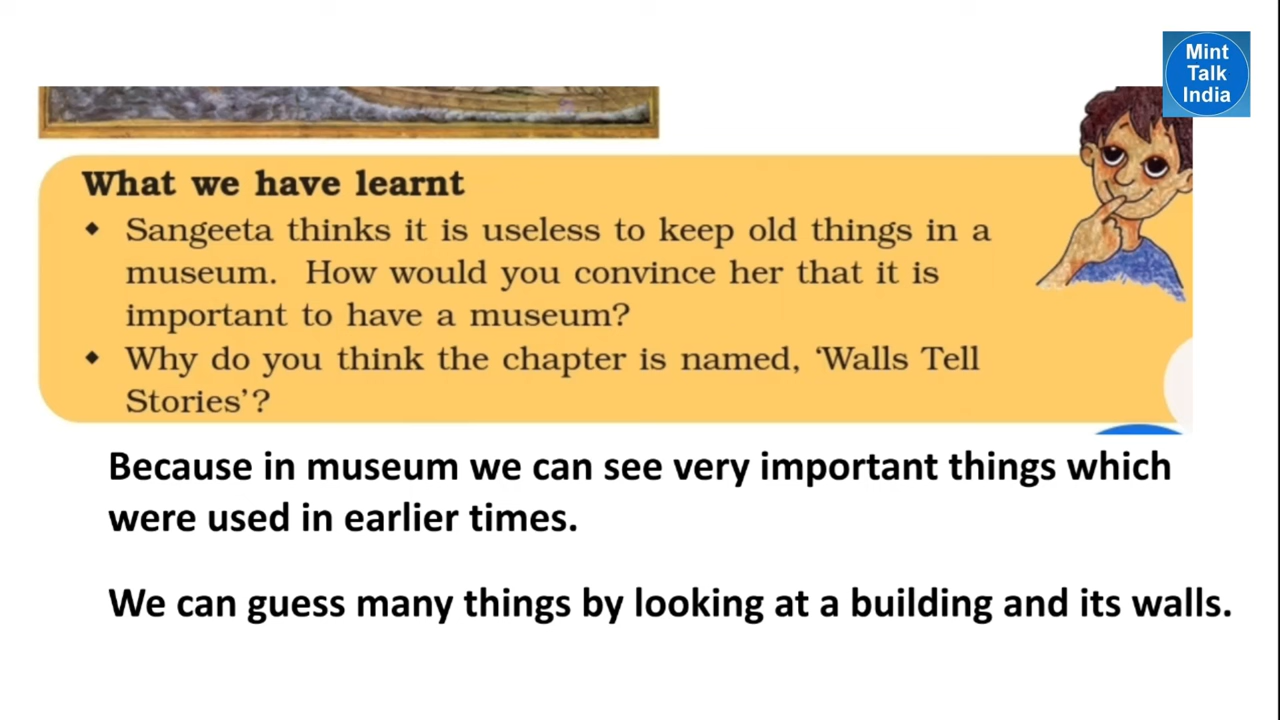 Mint
Talk
India
What we have learnt
◆ Sangeeta thinks it is useless to keep old things in a
museum. How would you convince her that it is
important to have a museum?
◆ Why do you think the chapter is named, ‘Walls Tell
Stories’?
Because in museum we can see very important things which
were used in earlier times.
We can guess many things by looking at a building and its walls.